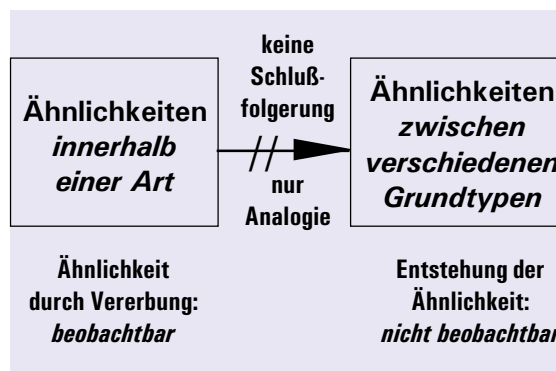 Ähnlichkeiten
innerhalb
einer Art
keine
Schluß-
folgerung
nur
Analogie
Ähnlichkeiten
zwischen
verschiedenen
Grundtypen
Ähnlichkeit
durch Vererbung:
beobachtbar
Entstehung der
Ähnlichkeit:
nicht beobachtbar